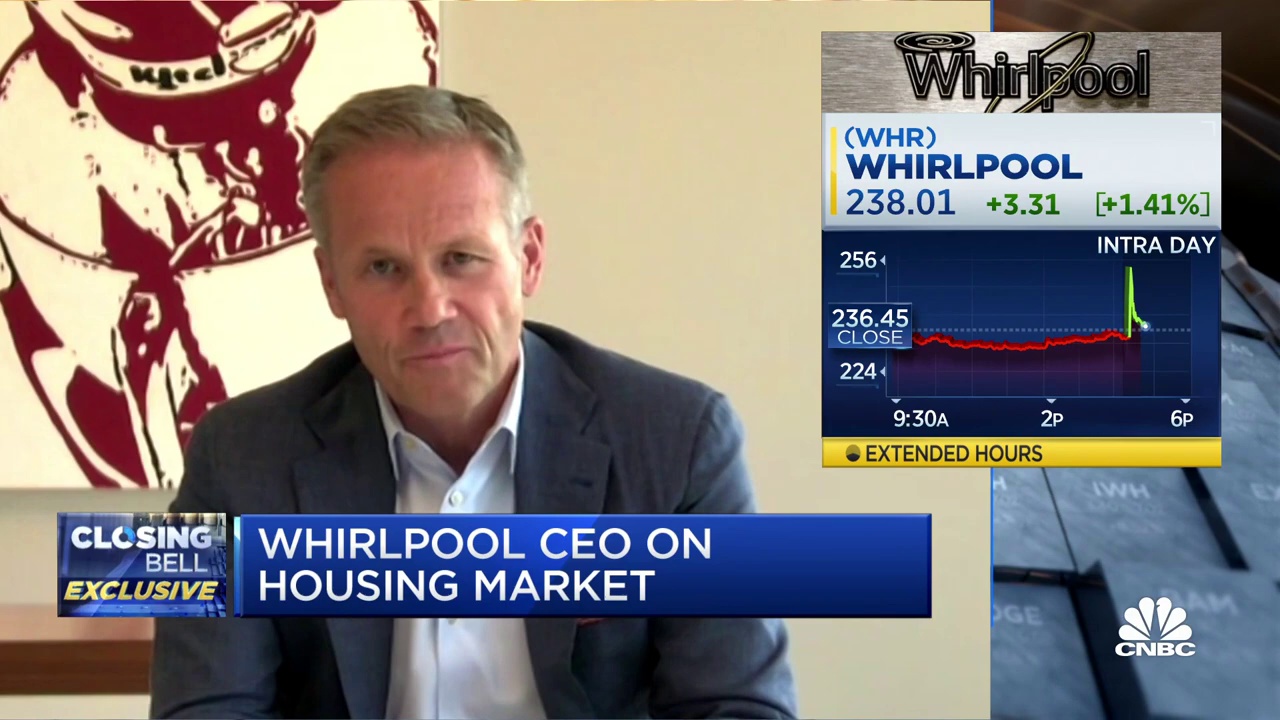 Whirlpool
(WHR)
WHIRLPOOL
238.01 +3.31 [+1.41%]
INTRA DAY
256
236.45
CLOSE
224
9:30A 2P 6P
EXTENDED HOURS
CLOSING
BELL
EXCLUSIVE
WHIRLPOOL CEO ON
HOUSING MARKET
IWH
CNBC